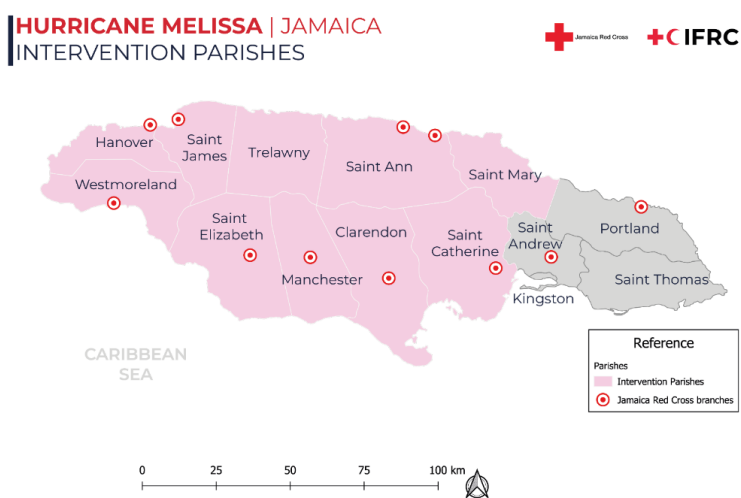 HURRICANE MELISSA | JAMAICA
INTERVENTION PARISHES
Jamaica Red Cross
IFRC
Hanover
Saint
James
Trelawny
Saint Ann
Saint Mary
Westmoreland
Saint
Elizabeth
Manchester
Clarendon
Saint
Catherine
Saint
Andrew
Portland
Saint Thomas
Kingston
CARIBBEAN
SEA
Reference
Parishes
Intervention Parishes
Jamaica Red Cross branches
0 25 50 75 100 km